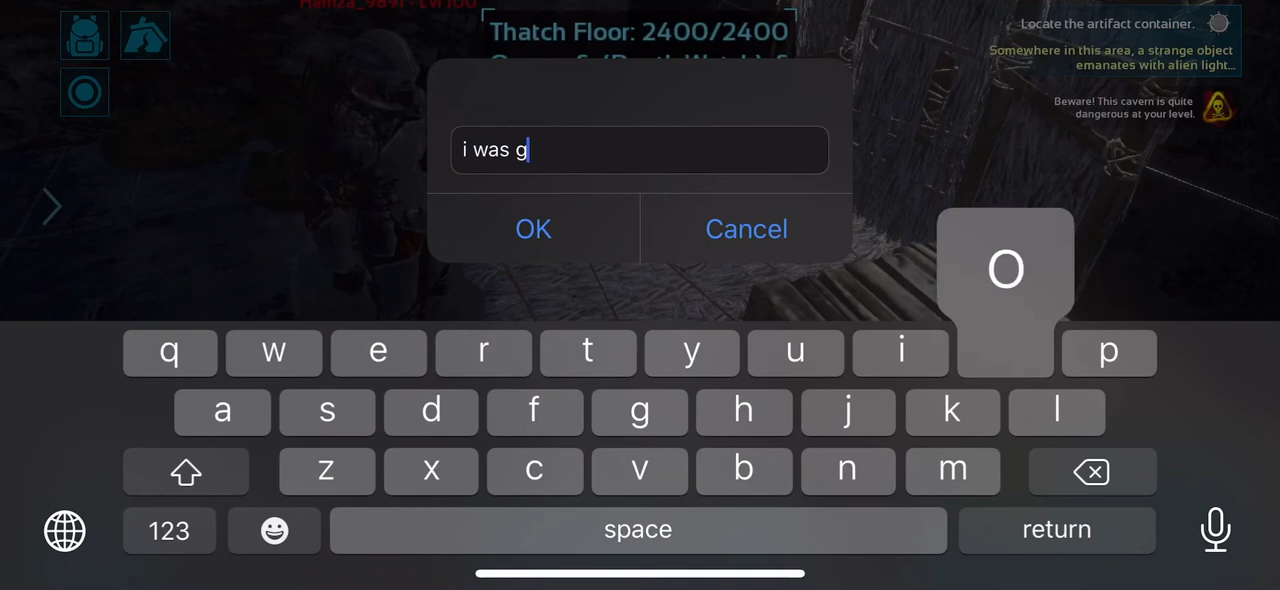 Thatch Floor: 2400/2400
Locate the artifact container.
Somewhere in this area, a strange object
emanates with alien light...
Beware! This cavern is quite
dangerous at your level.
i was g
OK
Cancel
O
q w e r t y u i p
a s d f g h j k l
z x c v b n m
123
space
return